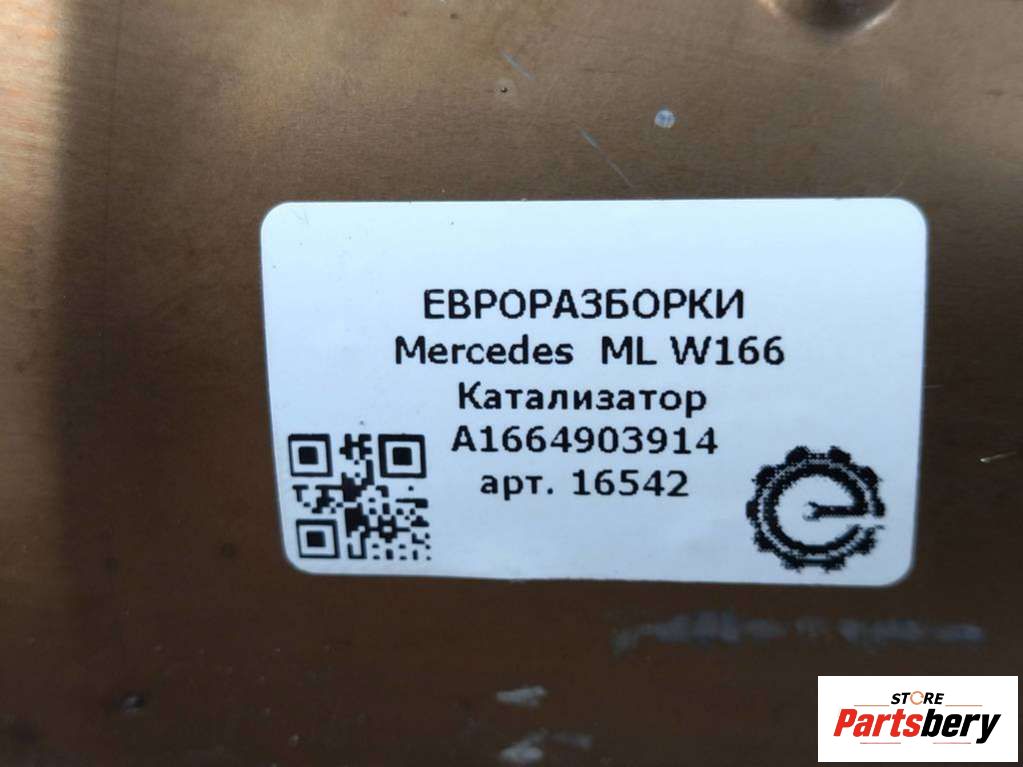 ЕВРОРАЗБОРКИ
Mercedes ML W166
Катализатор
A1664903914
арт. 16542
STORE
Partsbery